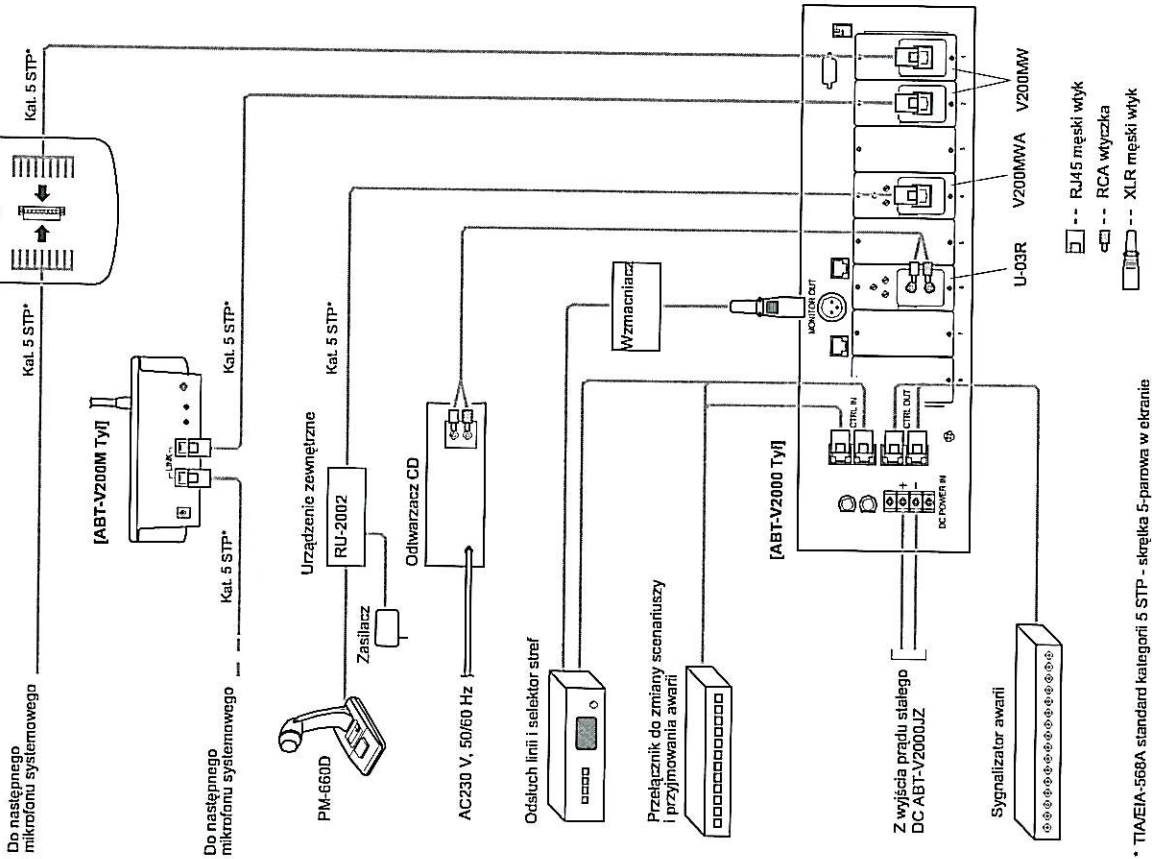 Do następnego
mikrofonu systemowego
Kat. 5 STP*
Kat. 5 STP*
[ABT-V200M Tył]
LINK
Do następnego
mikrofonu systemowego
Kat. 5 STP*
Kat. 5 STP*
Urządzenie zewnętrzne
RU-2002
Kat. 5 STP*
Zasilacz
PM-660D
Odtwarzacz CD
AC230 V, 50/60 Hz
Wzmacniacz
Odsłuch linii i selektor stref
Przełącznik do zmiany scenariuszy
i przyjmowania awarii
[ABT-V2000 Tył]
MONITOR OUT
CTRL IN
CTRL OUT
+
-
DC POWER IN
Z wyjścia prądu stałego
DC ABT-V2000JZ
Sygnalizator awarii
U-03R
V200MWA
V200MW
-- RJ45 męski wtyk
-- RCA wtyczka
-- XLR męski wtyk
* TIA/EIA-568A standard kategorii 5 STP - skrętka 5-parowa w ekranie